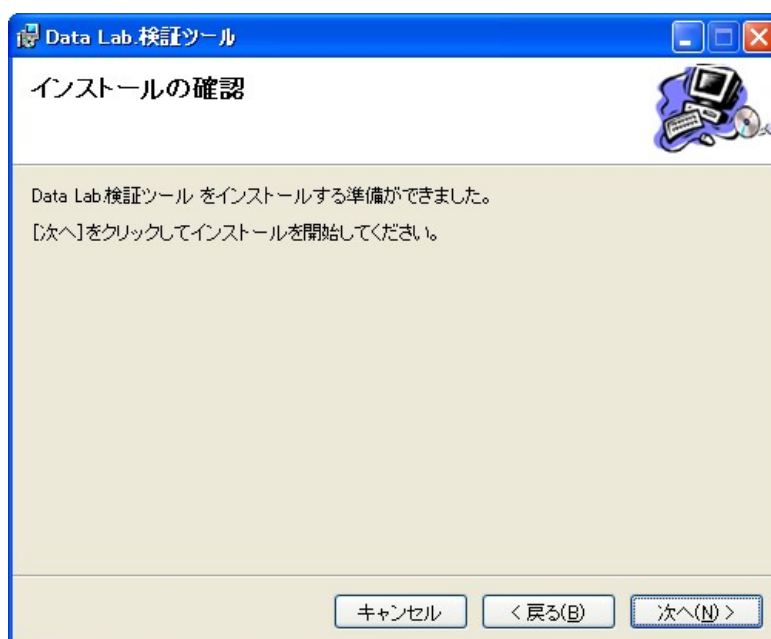 Data Lab.検証ツール
インストールの確認
Data Lab.検証ツール をインストールする準備ができました。
[次へ]をクリックしてインストールを開始してください。
キャンセル
< 戻る(B)
次へ(N) >